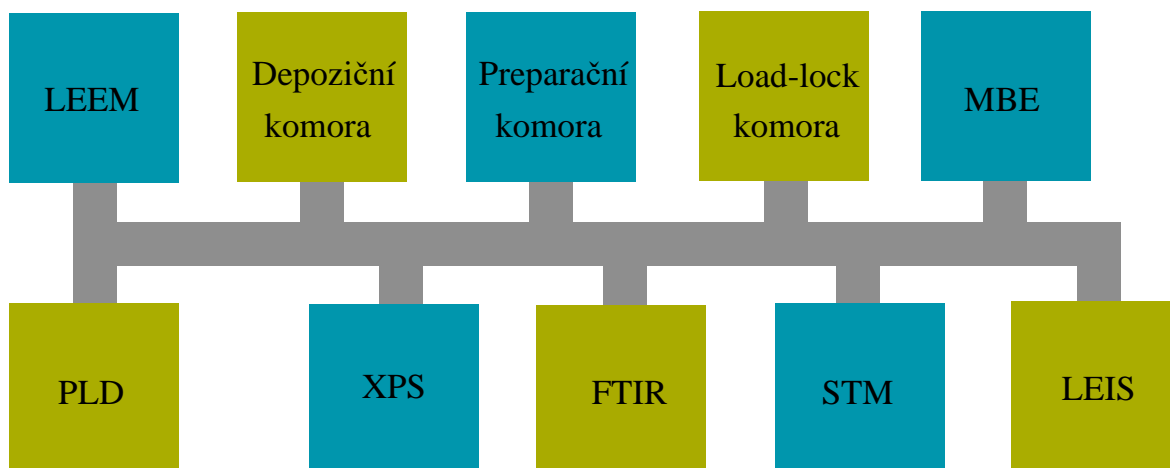 LEEM
Depoziční
komora
Preparační
komora
Load-lock
komora
MBE
PLD
XPS
FTIR
STM
LEIS